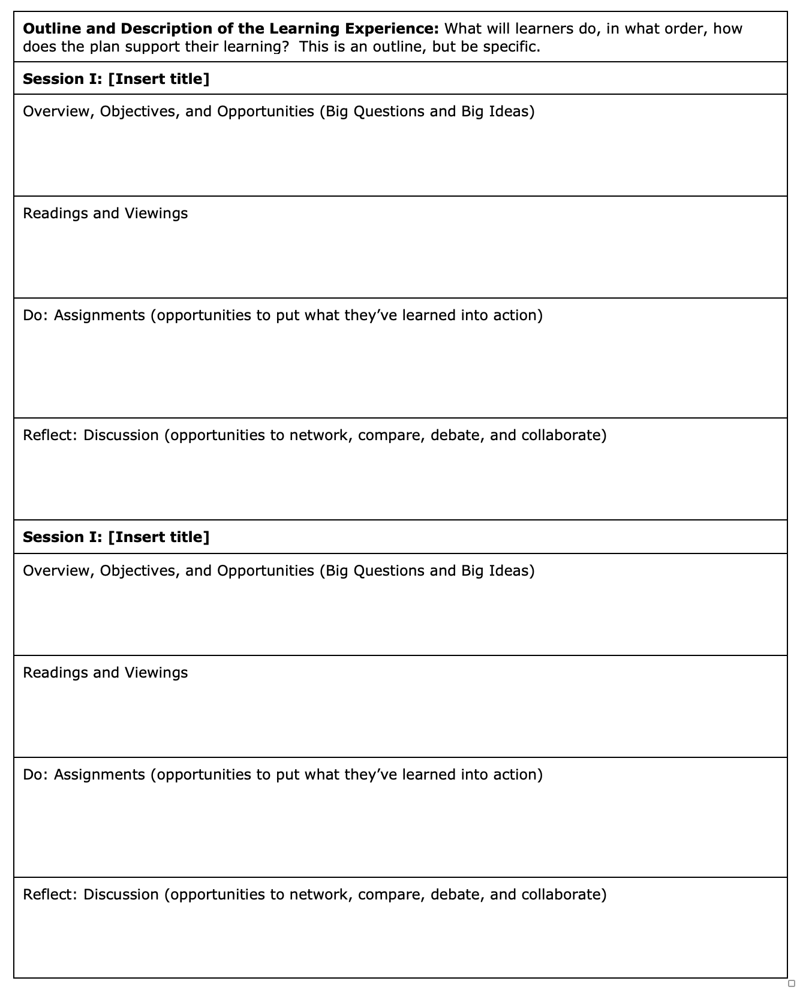 Outline and Description of the Learning Experience: What will learners do, in what order, how
does the plan support their learning?  This is an outline, but be specific.
Session I: [Insert title]
Overview, Objectives, and Opportunities (Big Questions and Big Ideas)
Readings and Viewings
Do: Assignments (opportunities to put what they’ve learned into action)
Reflect: Discussion (opportunities to network, compare, debate, and collaborate)
Session I: [Insert title]
Overview, Objectives, and Opportunities (Big Questions and Big Ideas)
Readings and Viewings
Do: Assignments (opportunities to put what they’ve learned into action)
Reflect: Discussion (opportunities to network, compare, debate, and collaborate)